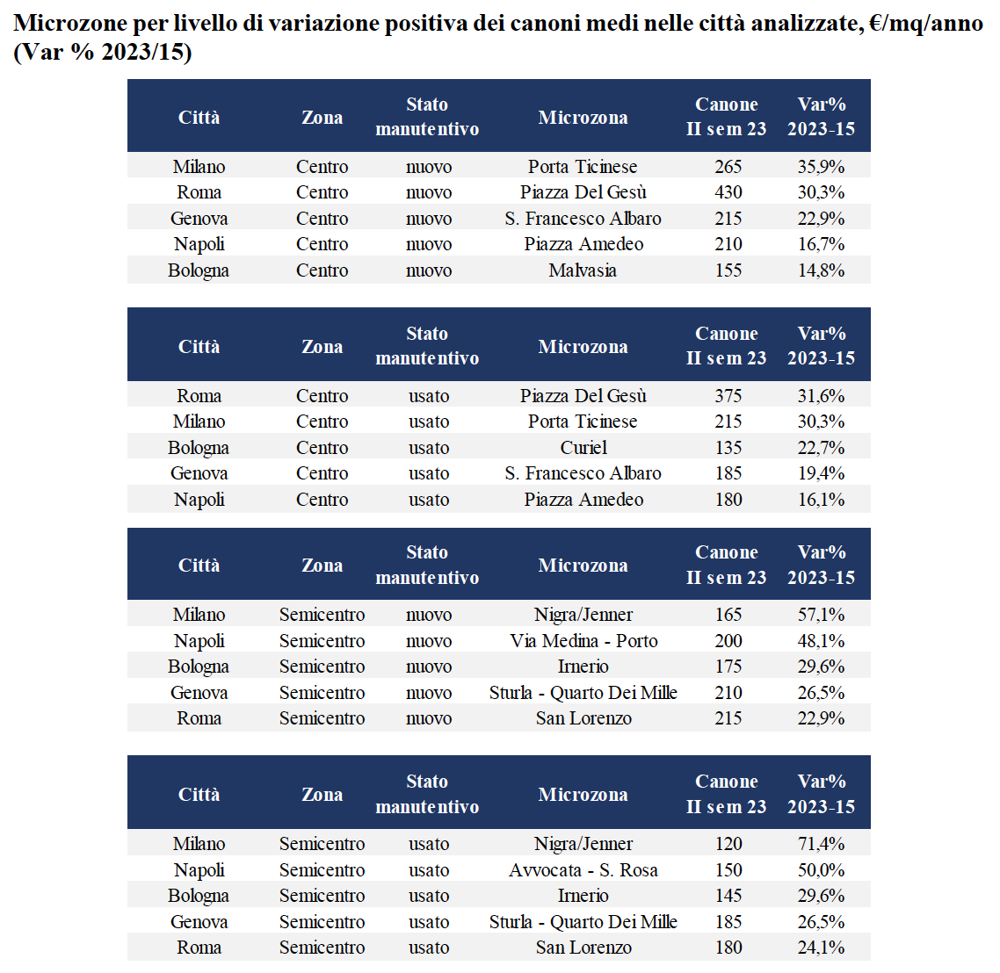 Microzone per livello di variazione positiva dei canoni medi nelle città analizzate, €/mq/anno
(Var % 2023/15)
Città Zona Stato manutentivo Microzona Canone II sem 23 Var% 2023-15
Milano Centro nuovo Porta Ticinese 265 35,9%
Roma Centro nuovo Piazza Del Gesù 430 30,3%
Genova Centro nuovo S. Francesco Albaro 215 22,9%
Napoli Centro nuovo Piazza Amedeo 210 16,7%
Bologna Centro nuovo Malvasia 155 14,8%
Città Zona Stato manutentivo Microzona Canone II sem 23 Var% 2023-15
Roma Centro usato Piazza Del Gesù 375 31,6%
Milano Centro usato Porta Ticinese 215 30,3%
Bologna Centro usato Curiel 135 22,7%
Genova Centro usato S. Francesco Albaro 185 19,4%
Napoli Centro usato Piazza Amedeo 180 16,1%
Città Zona Stato manutentivo Microzona Canone II sem 23 Var% 2023-15
Milano Semicentro nuovo Nigra/Jenner 165 57,1%
Napoli Semicentro nuovo Via Medina - Porto 200 48,1%
Bologna Semicentro nuovo Irnerio 175 29,6%
Genova Semicentro nuovo Sturla - Quarto Dei Mille 210 26,5%
Roma Semicentro nuovo San Lorenzo 215 22,9%
Città Zona Stato manutentivo Microzona Canone II sem 23 Var% 2023-15
Milano Semicentro usato Nigra/Jenner 120 71,4%
Napoli Semicentro usato Avvocata - S. Rosa 150 50,0%
Bologna Semicentro usato Irnerio 145 29,6%
Genova Semicentro usato Sturla - Quarto Dei Mille 185 26,5%
Roma Semicentro usato San Lorenzo 180 24,1%